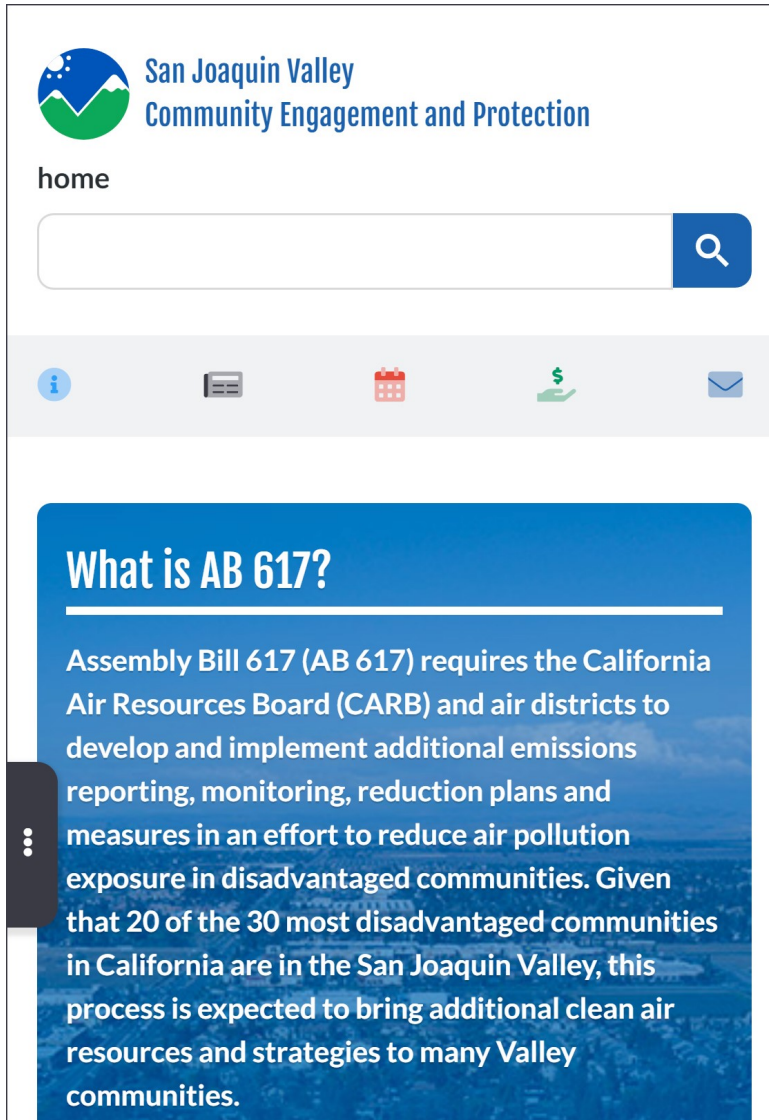 San Joaquin Valley
Community Engagement and Protection
home
What is AB 617?
Assembly Bill 617 (AB 617) requires the California
Air Resources Board (CARB) and air districts to
develop and implement additional emissions
reporting, monitoring, reduction plans and
measures in an effort to reduce air pollution
exposure in disadvantaged communities. Given
that 20 of the 30 most disadvantaged communities
in California are in the San Joaquin Valley, this
process is expected to bring additional clean air
resources and strategies to many Valley
communities.